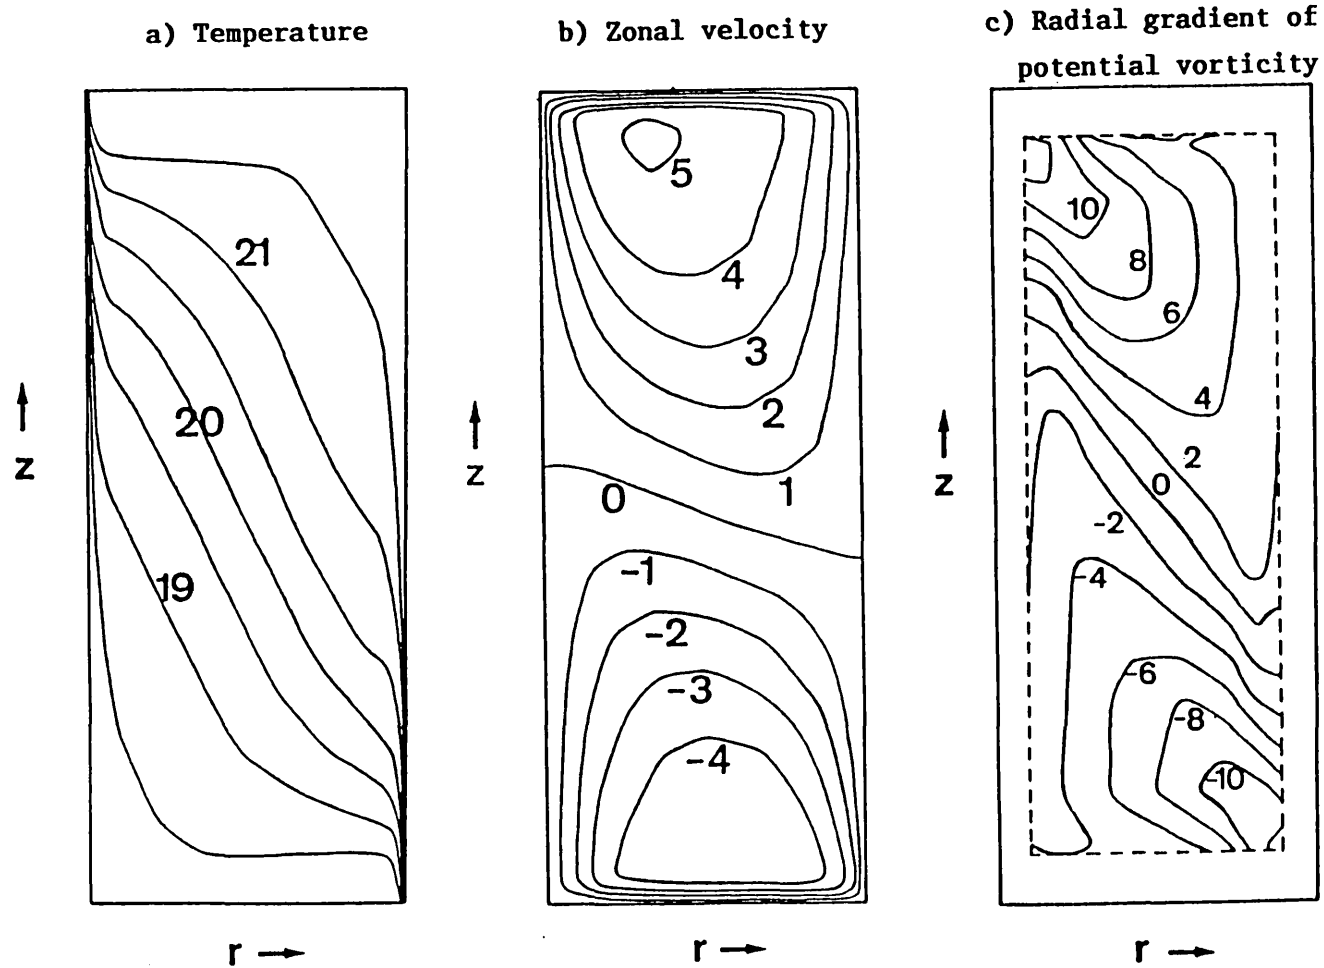 a) Temperature
b) Zonal velocity
c) Radial gradient of
potential vorticity
21
20
19
z
r
5
4
3
2
1
0
-1
-2
-3
-4
z
r
10
8
6
4
2
0
-2
-4
-6
-8
-10
z
r